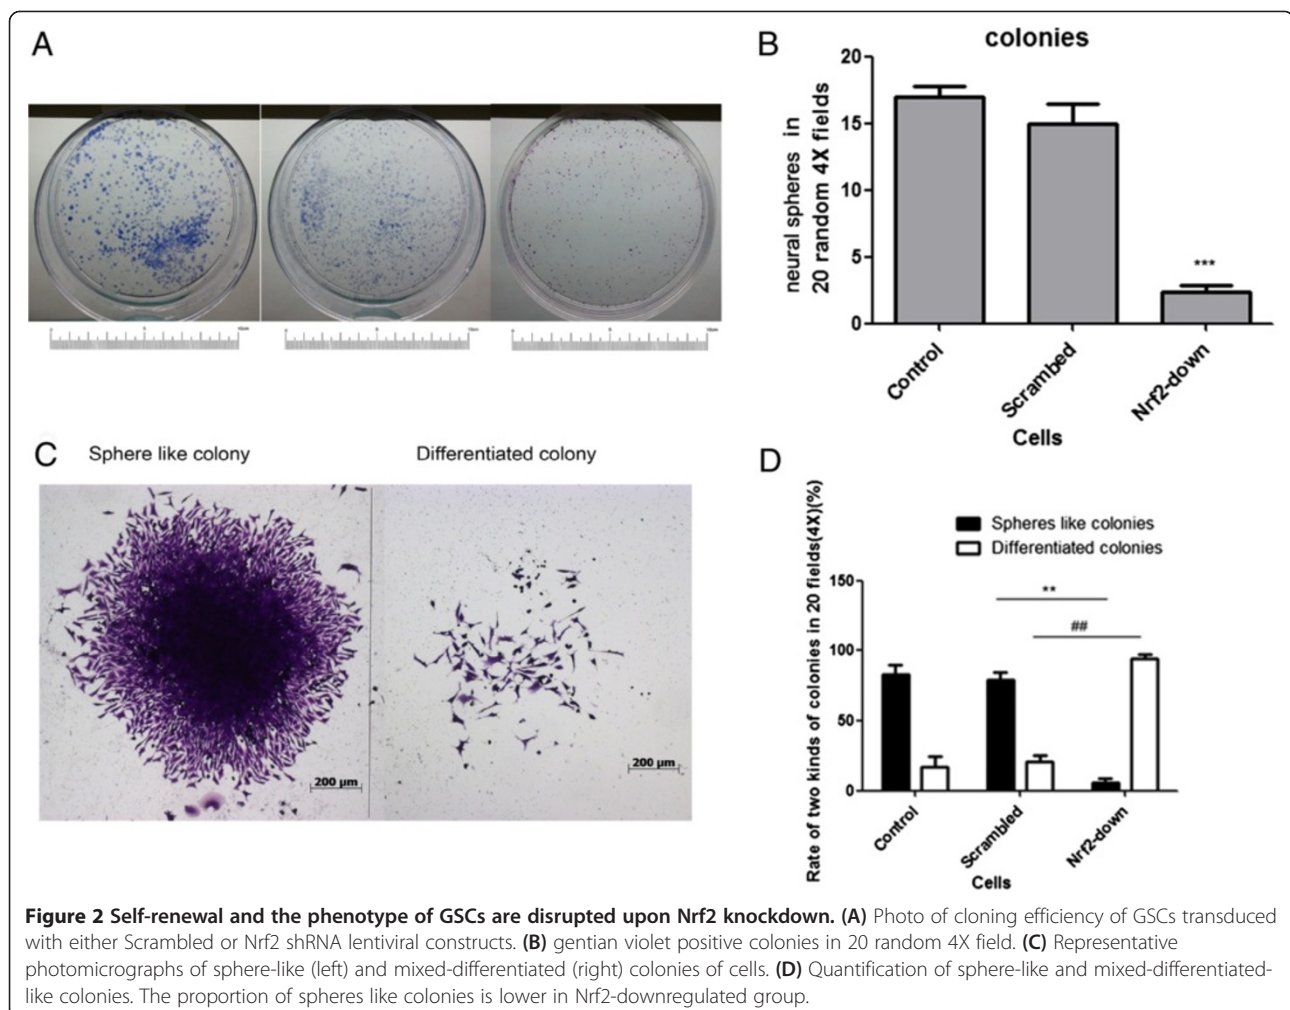 A
B
colonies
neural spheres in
20 random 4X fields
20
15
10
5
0
Control
Scrambed
Nrf2-down
***
Cells
C
Sphere like colony
Differentiated colony
200 µm
200 µm
D
Rate of two kinds of colonies in 20 fields(4X)(%)
Spheres like colonies
Differentiated colonies
150
100
50
0
**
##
Control
Scrambled
Nrf2-down
Cells
Figure 2 Self-renewal and the phenotype of GSCs are disrupted upon Nrf2 knockdown. (A) Photo of cloning efficiency of GSCs transduced
with either Scrambled or Nrf2 shRNA lentiviral constructs. (B) gentian violet positive colonies in 20 random 4X field. (C) Representative
photomicrographs of sphere-like (left) and mixed-differentiated (right) colonies of cells. (D) Quantification of sphere-like and mixed-differentiated-
like colonies. The proportion of spheres like colonies is lower in Nrf2-downregulated group.